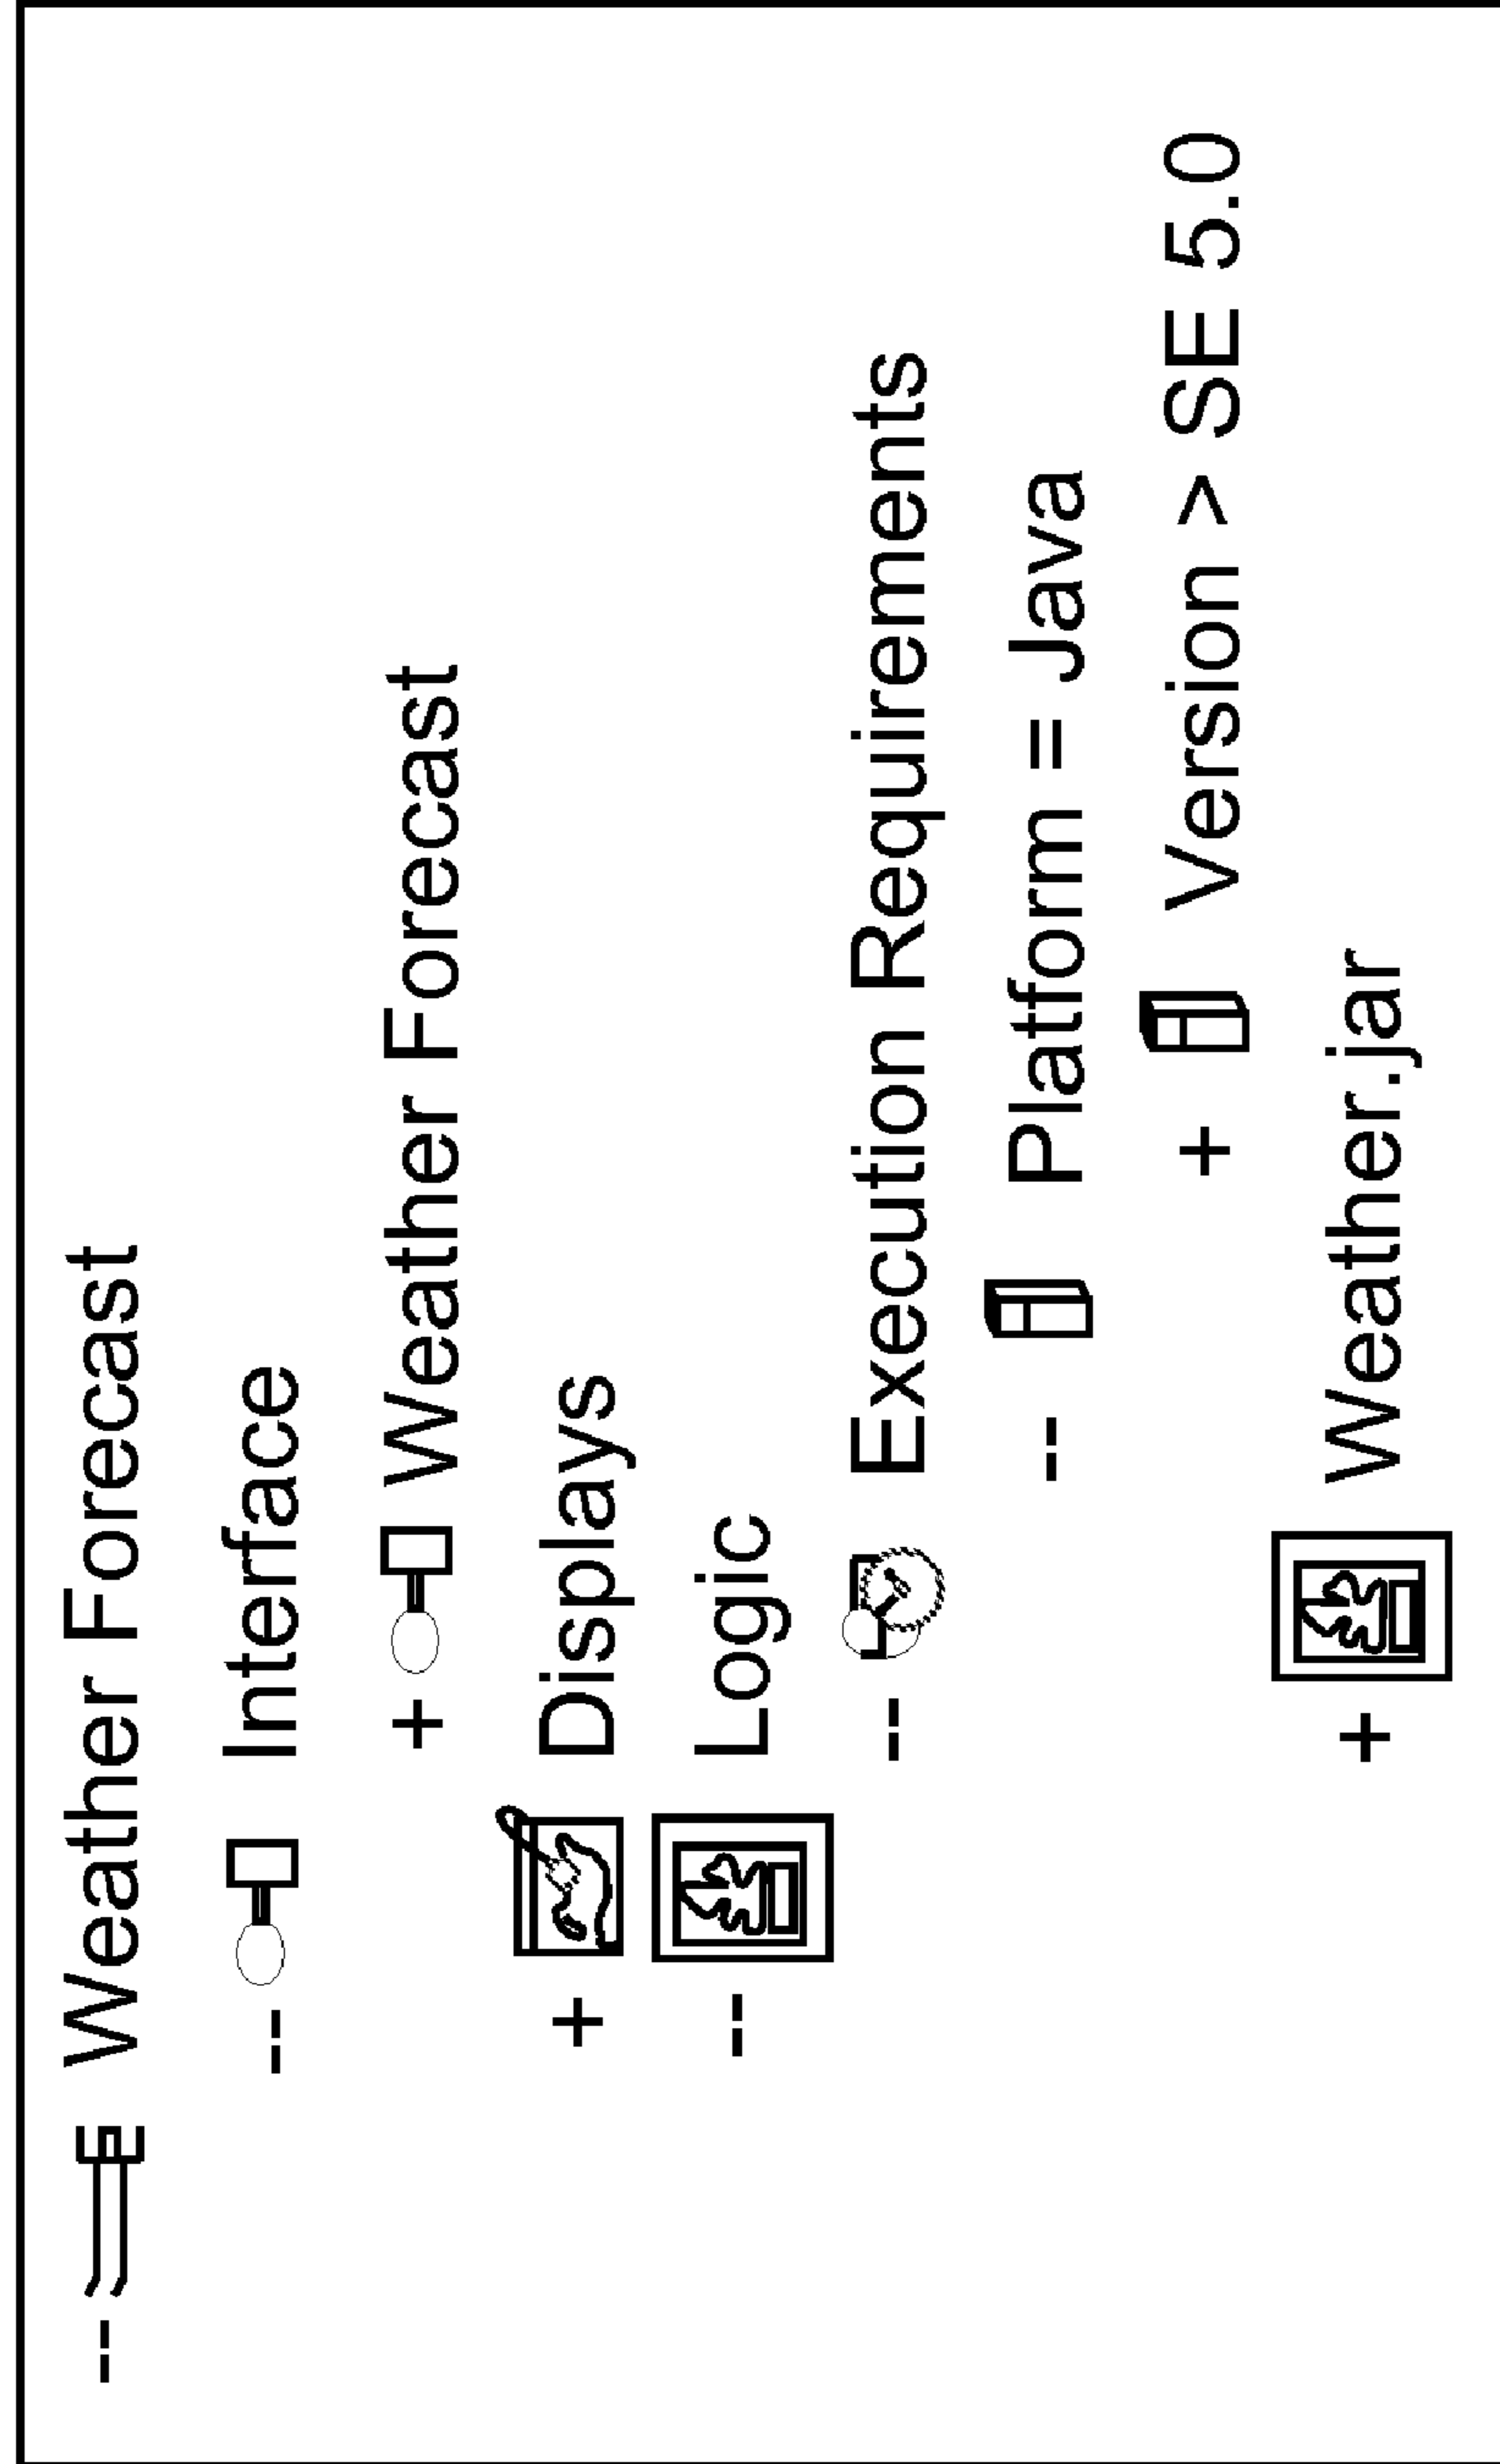 -- Weather Forecast
-- Interface
+ Weather Forecast
+ Displays
-- Logic
-- Execution Requirements
-- Platform = Java
+ Version > SE 5.0
+ Weather.jar